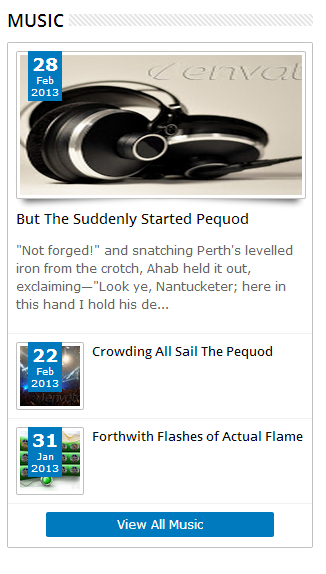 MUSIC
28
Feb
2013
envat
But The Suddenly Started Pequod
"Not forged!" and snatching Perth's levelled
iron from the crotch, Ahab held it out,
exclaiming—"Look ye, Nantucketer; here in
this hand I hold his de...
22
Feb
2013
Crowding All Sail The Pequod
31
Jan
2013
Forthwith Flashes of Actual Flame
View All Music